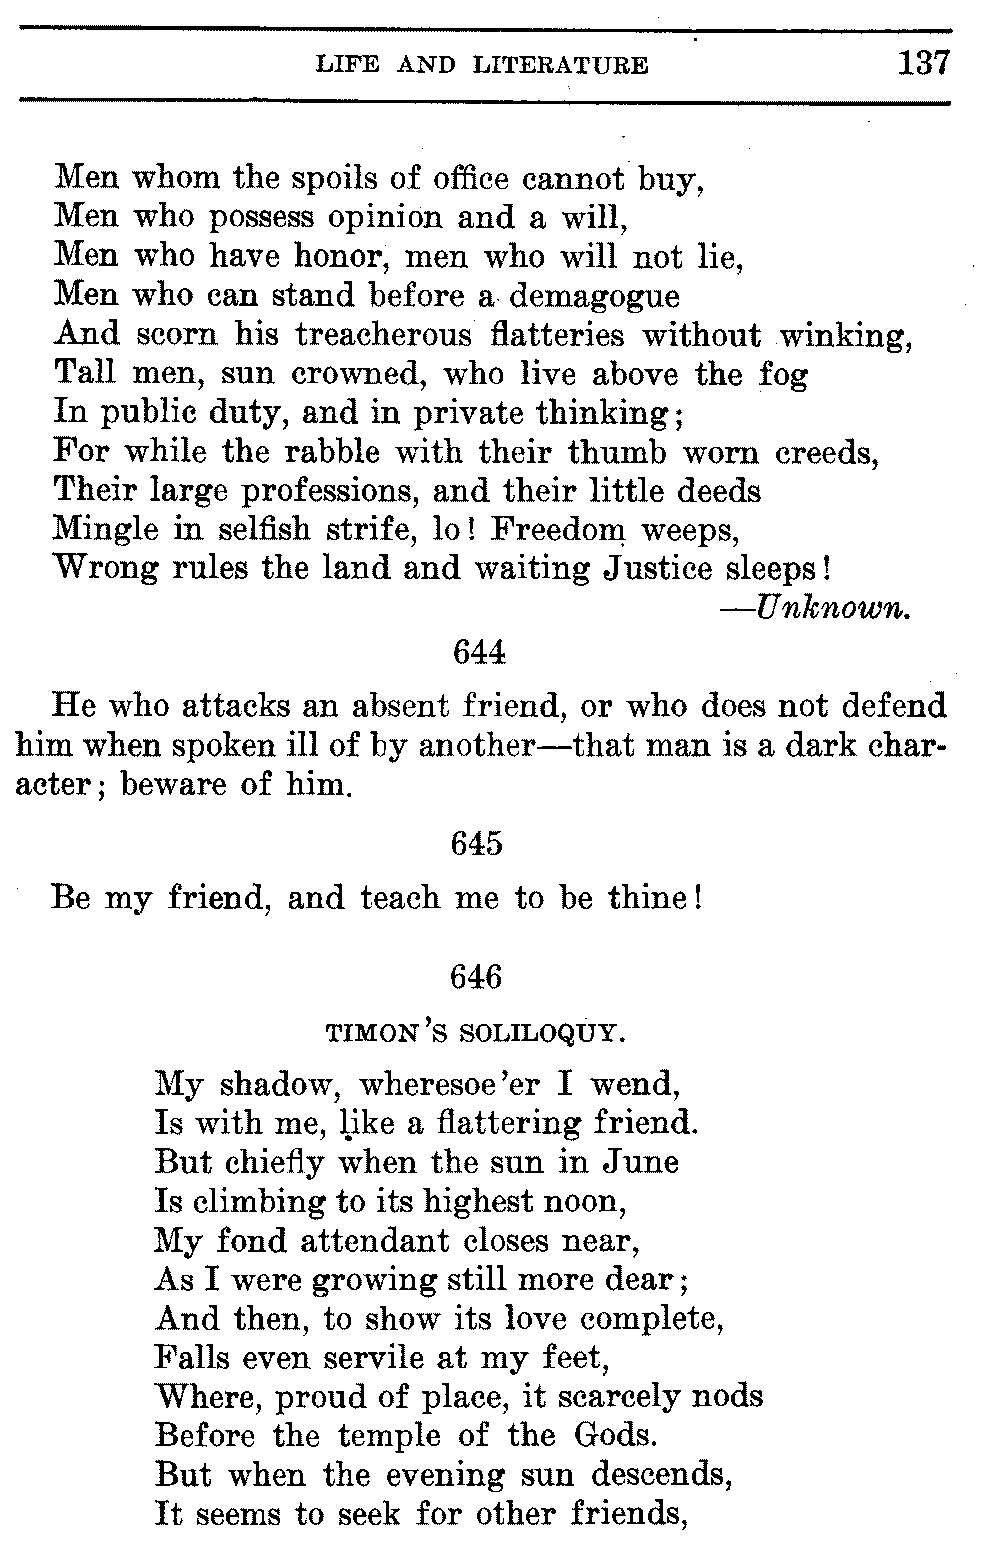 LIFE AND LITERATURE 137
Men whom the spoils of office cannot buy,
Men who possess opinion and a will,
Men who have honor, men who will not lie,
Men who can stand before a demagogue
And scorn his treacherous flatteries without winking,
Tall men, sun crowned, who live above the fog
In public duty, and in private thinking;
For while the rabble with their thumb worn creeds,
Their large professions, and their little deeds
Mingle in selfish strife, lo! Freedom weeps,
Wrong rules the land and waiting Justice sleeps!
—Unknown.
644
He who attacks an absent friend, or who does not defend
him when spoken ill of by another—that man is a dark char-
acter; beware of him.
645
Be my friend, and teach me to be thine!
646
TIMON'S SOLILOQUY.
My shadow, wheresoe'er I wend,
Is with me, like a flattering friend.
But chiefly when the sun in June
Is climbing to its highest noon,
My fond attendant closes near,
As I were growing still more dear;
And then, to show its love complete,
Falls even servile at my feet,
Where, proud of place, it scarcely nods
Before the temple of the Gods.
But when the evening sun descends,
It seems to seek for other friends,